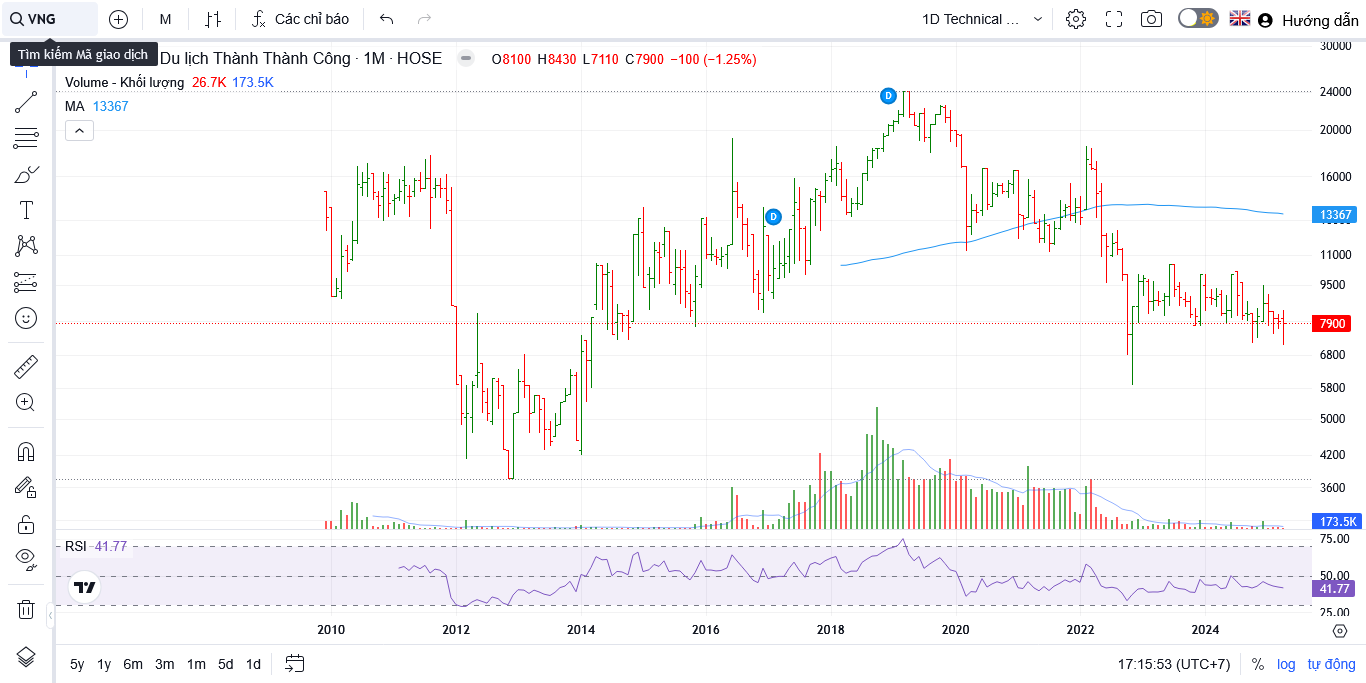 VNG M Các chỉ báo 1D Technical ... Hướng dẫn
Tìm kiếm Mã giao dịch
Du lịch Thành Thành Công · 1M · HOSE O8100 H8430 L7110 C7900 −100 (−1.25%)
Volume - Khối lượng 26.7K 173.5K
MA 13367
30000
24000
20000
16000
13367
11000
9500
7900
6800
5800
5000
4200
3600
173.5K
D
D
RSI 41.77
75.00
50.00
41.77
25.00
2010 2012 2014 2016 2018 2020 2022 2024
5y 1y 6m 3m 1m 5d 1d 17:15:53 (UTC+7) % log tự động